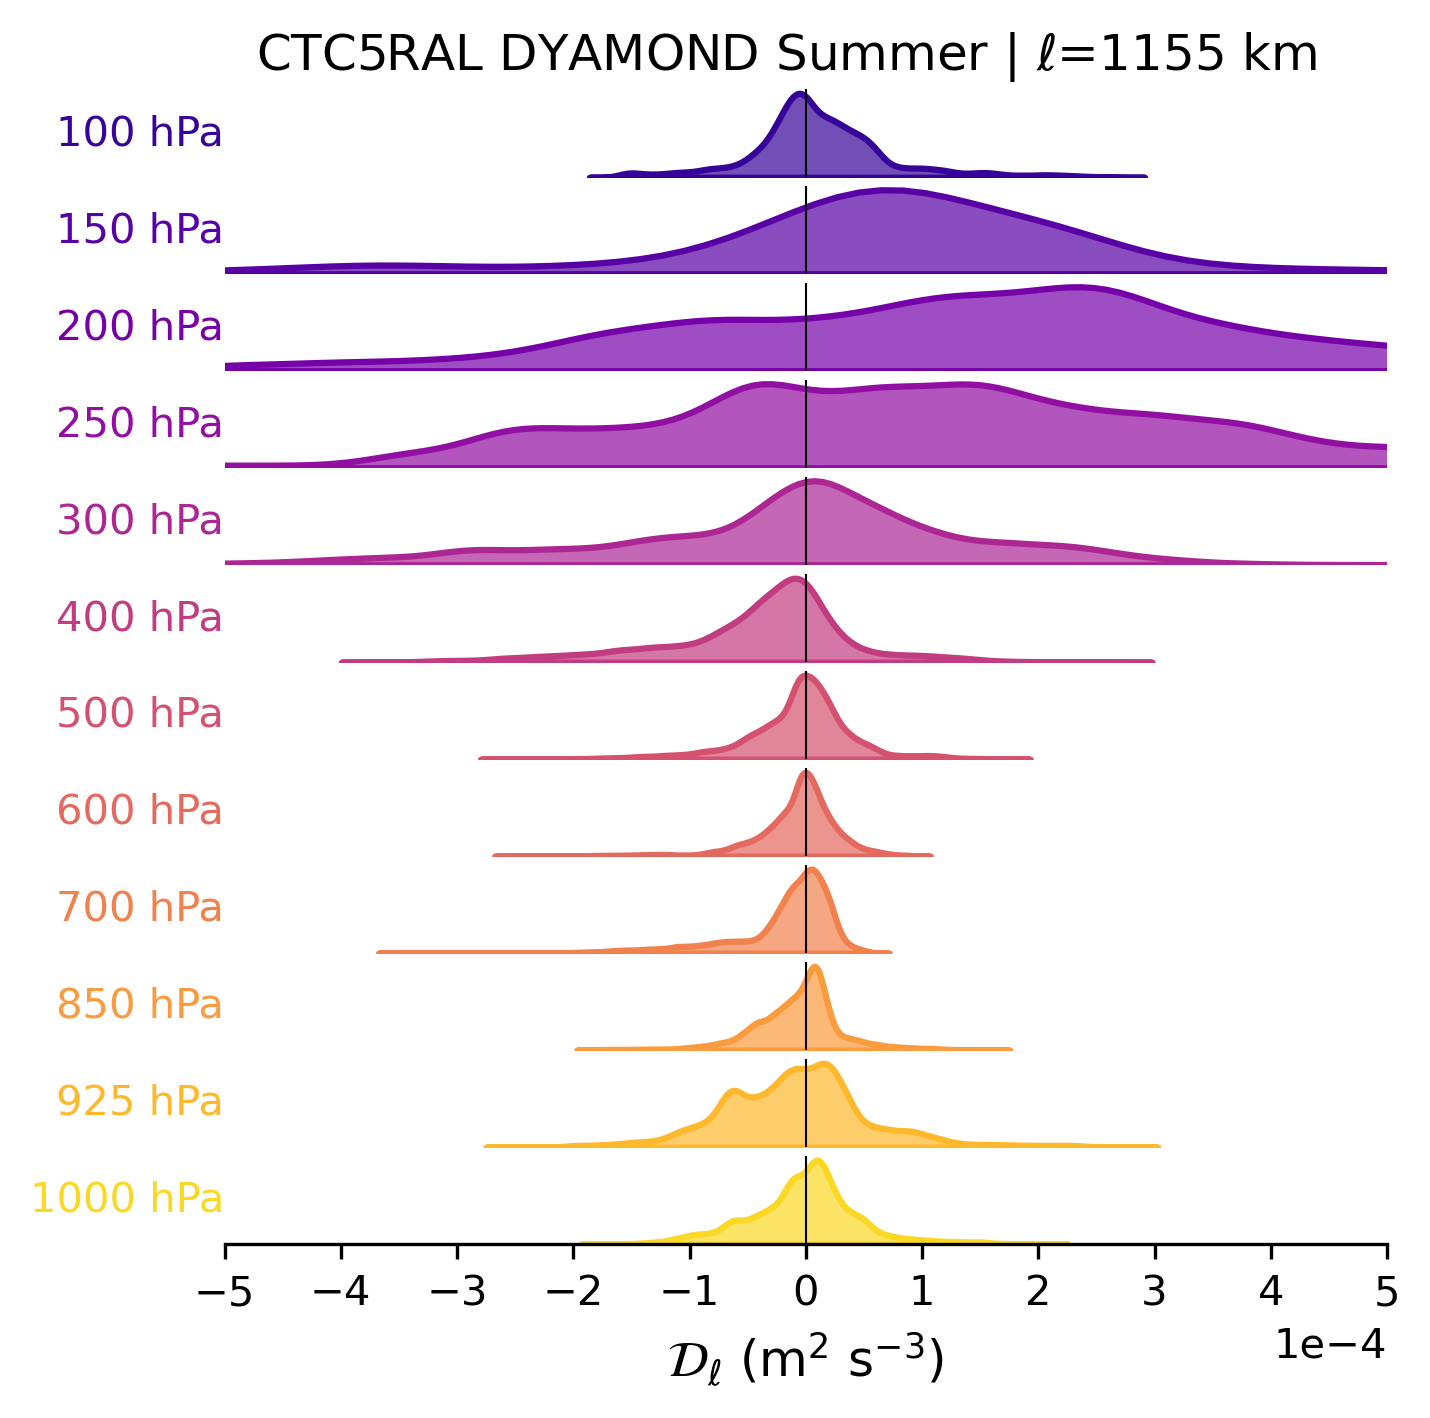 CTC5RAL DYAMOND Summer | ℓ=1155 km
100 hPa
150 hPa
200 hPa
250 hPa
300 hPa
400 hPa
500 hPa
600 hPa
700 hPa
850 hPa
925 hPa
1000 hPa
−5 −4 −3 −2 −1 0 1 2 3 4 5
1e−4
𝒟ℓ (m² s⁻³)